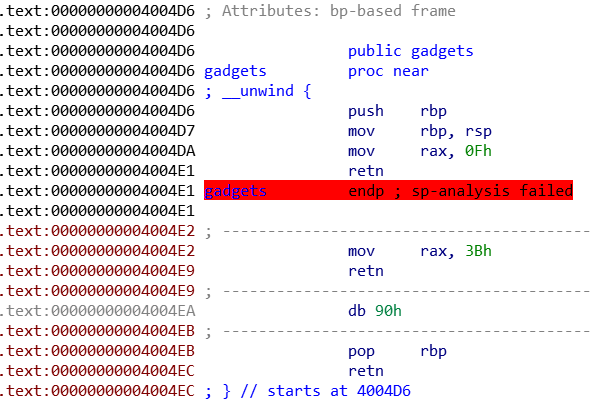 .text:00000000004004D6 ; Attributes: bp-based frame
.text:00000000004004D6
.text:00000000004004D6 public gadgets
.text:00000000004004D6 gadgets proc near
.text:00000000004004D6 ; __unwind {
.text:00000000004004D6 push rbp
.text:00000000004004D7 mov rbp, rsp
.text:00000000004004DA mov rax, 0Fh
.text:00000000004004E1 retn
.text:00000000004004E1 gadgets endp ; sp-analysis failed
.text:00000000004004E1
.text:00000000004004E2 ; ---------------------------------------
.text:00000000004004E2 mov rax, 3Bh
.text:00000000004004E9 retn
.text:00000000004004E9 ; ---------------------------------------
.text:00000000004004EA db 90h
.text:00000000004004EB ; ---------------------------------------
.text:00000000004004EB pop rbp
.text:00000000004004EC retn
.text:00000000004004EC ; } // starts at 4004D6